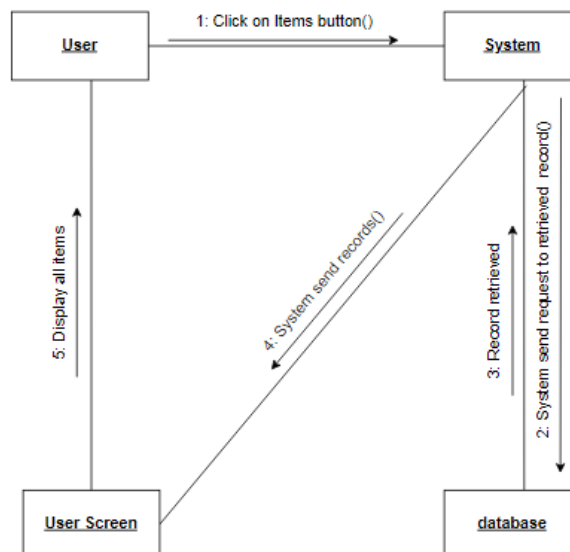 1: Click on Items button()
User
System
2: System send request to retrieved record()
3: Record retrieved
4: System send records()
5: Display all items
User Screen
database